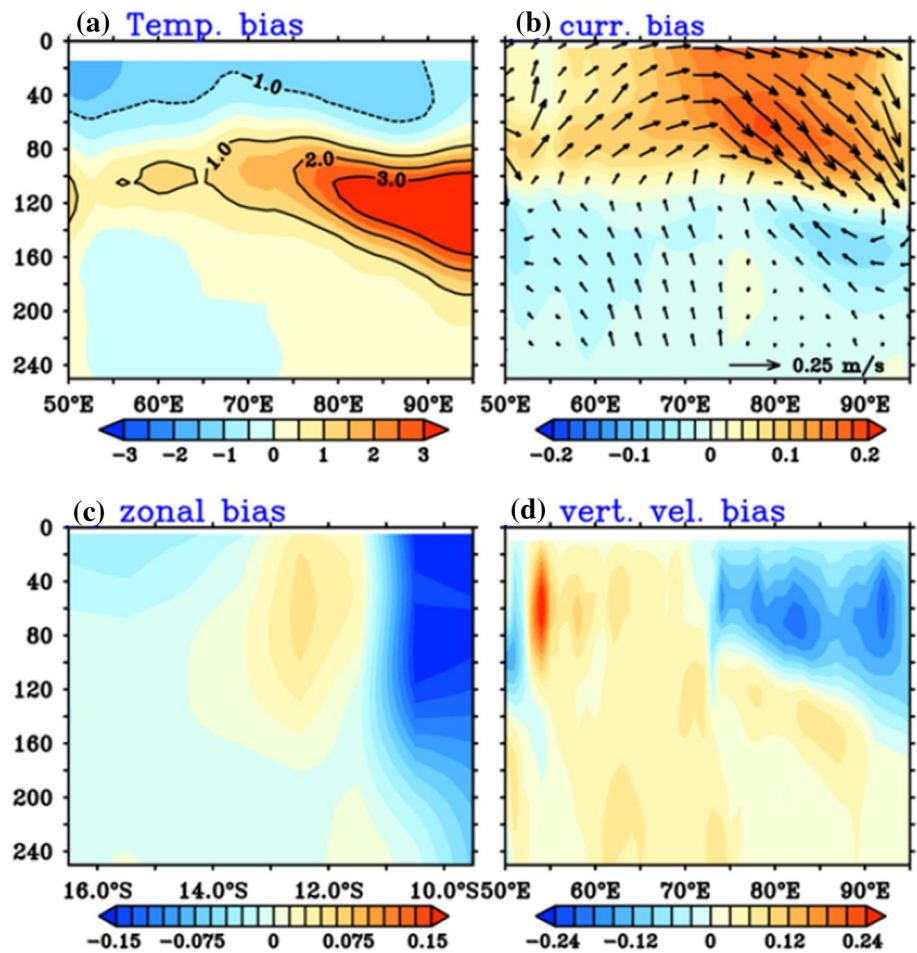 (a) Temp. bias
(b) curr. bias
0
40
80
120
160
200
240
1.0
1.0
2.0
3.0
0.25 m/s
50°E 60°E 70°E 80°E 90°E
50°E 60°E 70°E 80°E 90°E
-3 -2 -1 0 1 2 3
-0.2 -0.1 0 0.1 0.2
(c) zonal bias
(d) vert. vel. bias
0
40
80
120
160
200
240
16.0°S 14.0°S 12.0°S 10.0°S
50°E 60°E 70°E 80°E 90°E
-0.15 -0.075 0 0.075 0.15
-0.24 -0.12 0 0.12 0.24